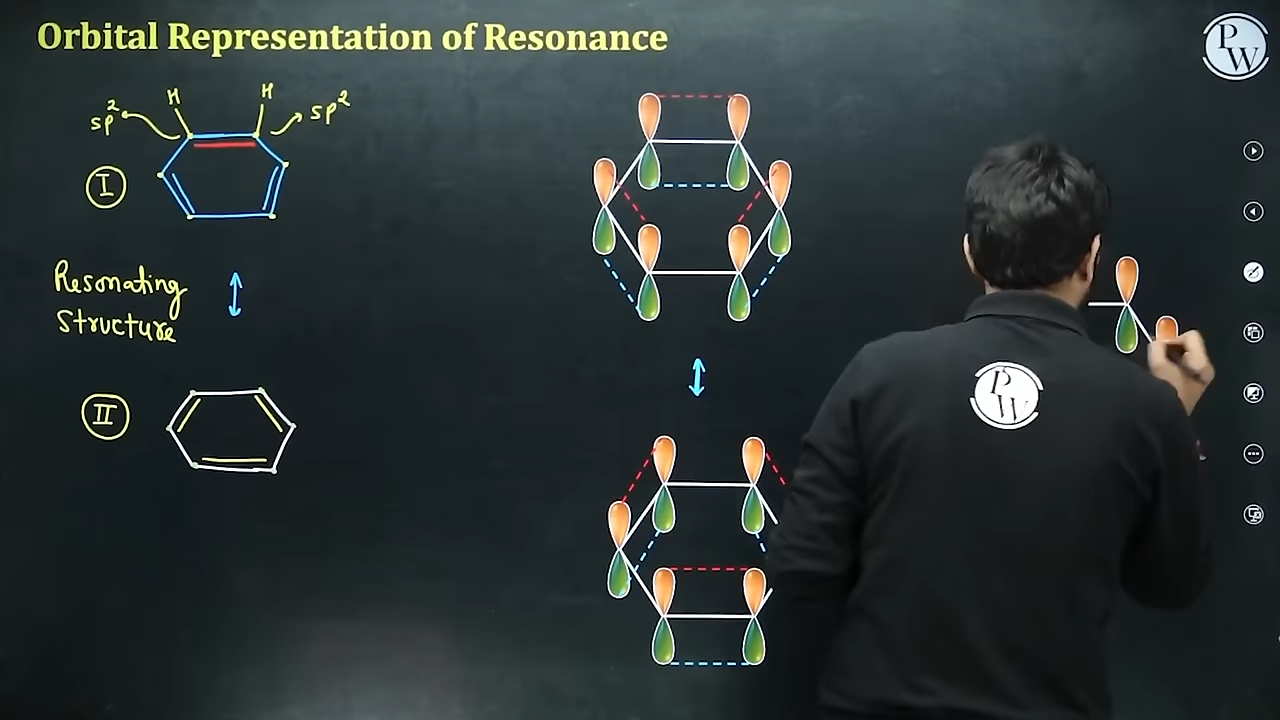 Orbital Representation of Resonance
PW
H H
sp² sp²
I
Resonating
Structure
II
PW